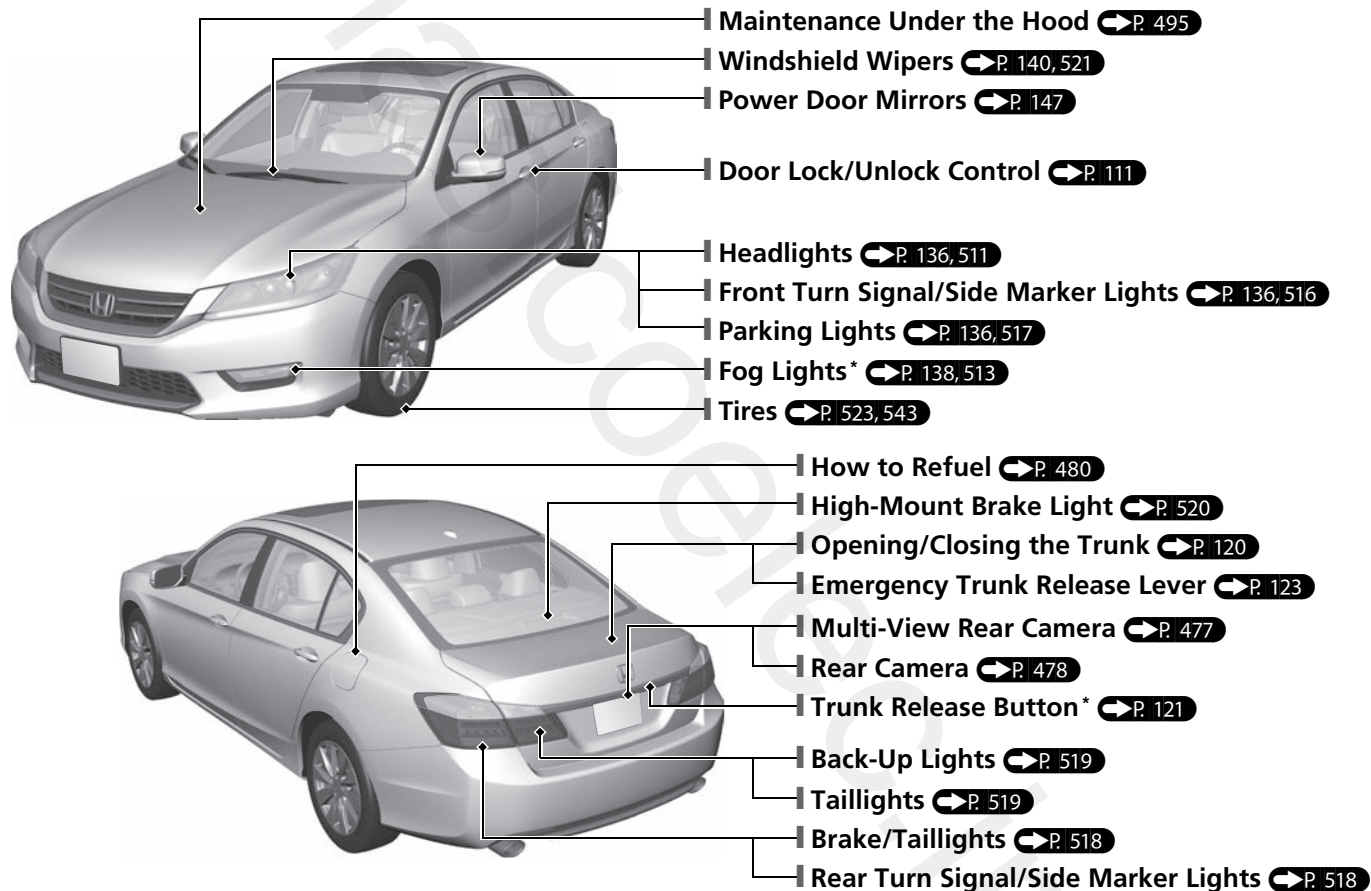 Maintenance Under the Hood P. 495
Windshield Wipers P. 140, 521
Power Door Mirrors P. 147
Door Lock/Unlock Control P. 111
Headlights P. 136, 511
Front Turn Signal/Side Marker Lights P. 136, 516
Parking Lights P. 136, 517
Fog Lights* P. 138, 513
Tires P. 523, 543
How to Refuel P. 480
High-Mount Brake Light P. 520
Opening/Closing the Trunk P. 120
Emergency Trunk Release Lever P. 123
Multi-View Rear Camera P. 477
Rear Camera P. 478
Trunk Release Button* P. 121
Back-Up Lights P. 519
Taillights P. 519
Brake/Taillights P. 518
Rear Turn Signal/Side Marker Lights P. 518